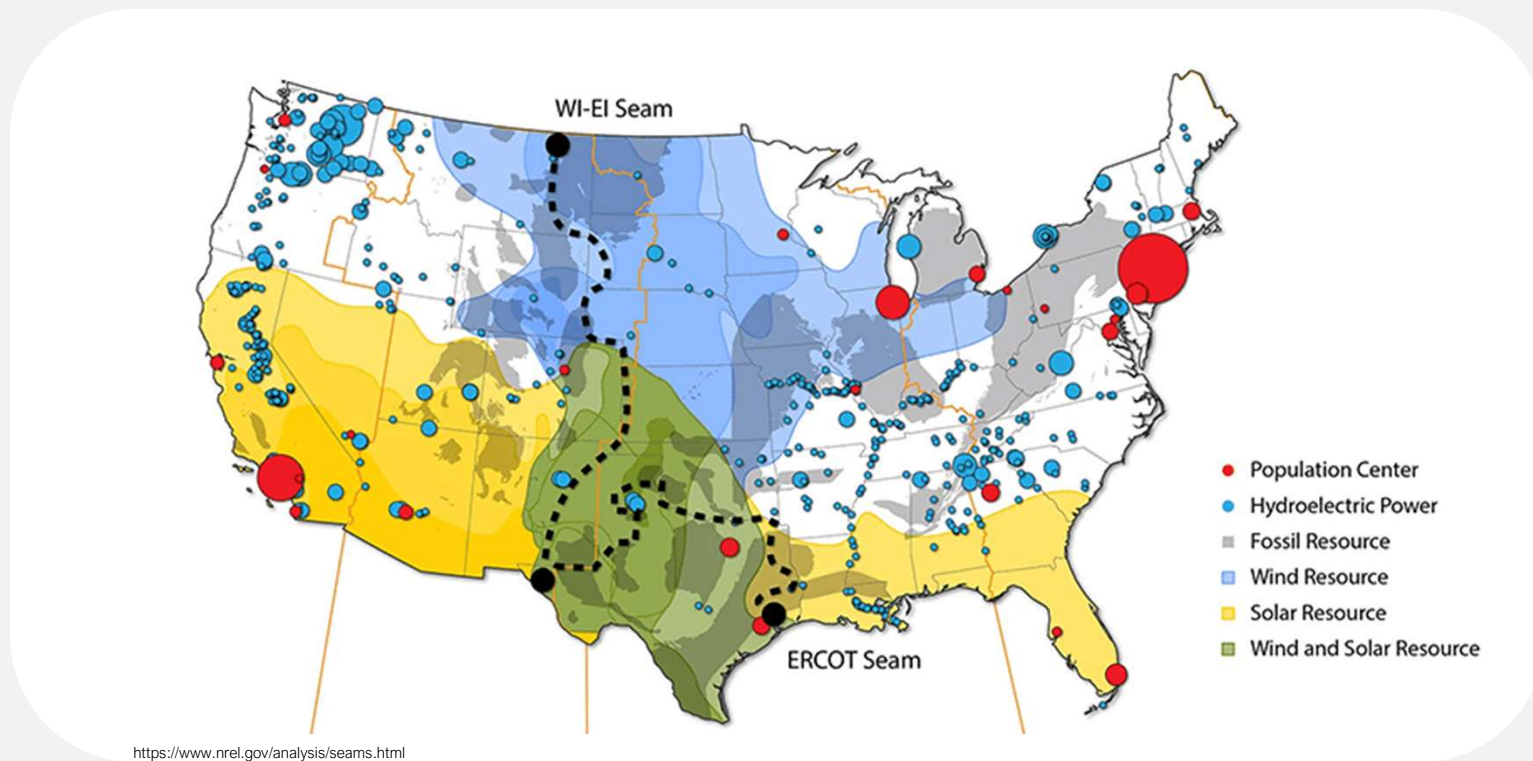 WI-EI Seam
Population Center
Hydroelectric Power
Fossil Resource
Wind Resource
Solar Resource
Wind and Solar Resource
ERCOT Seam
https://www.nrel.gov/analysis/seams.html